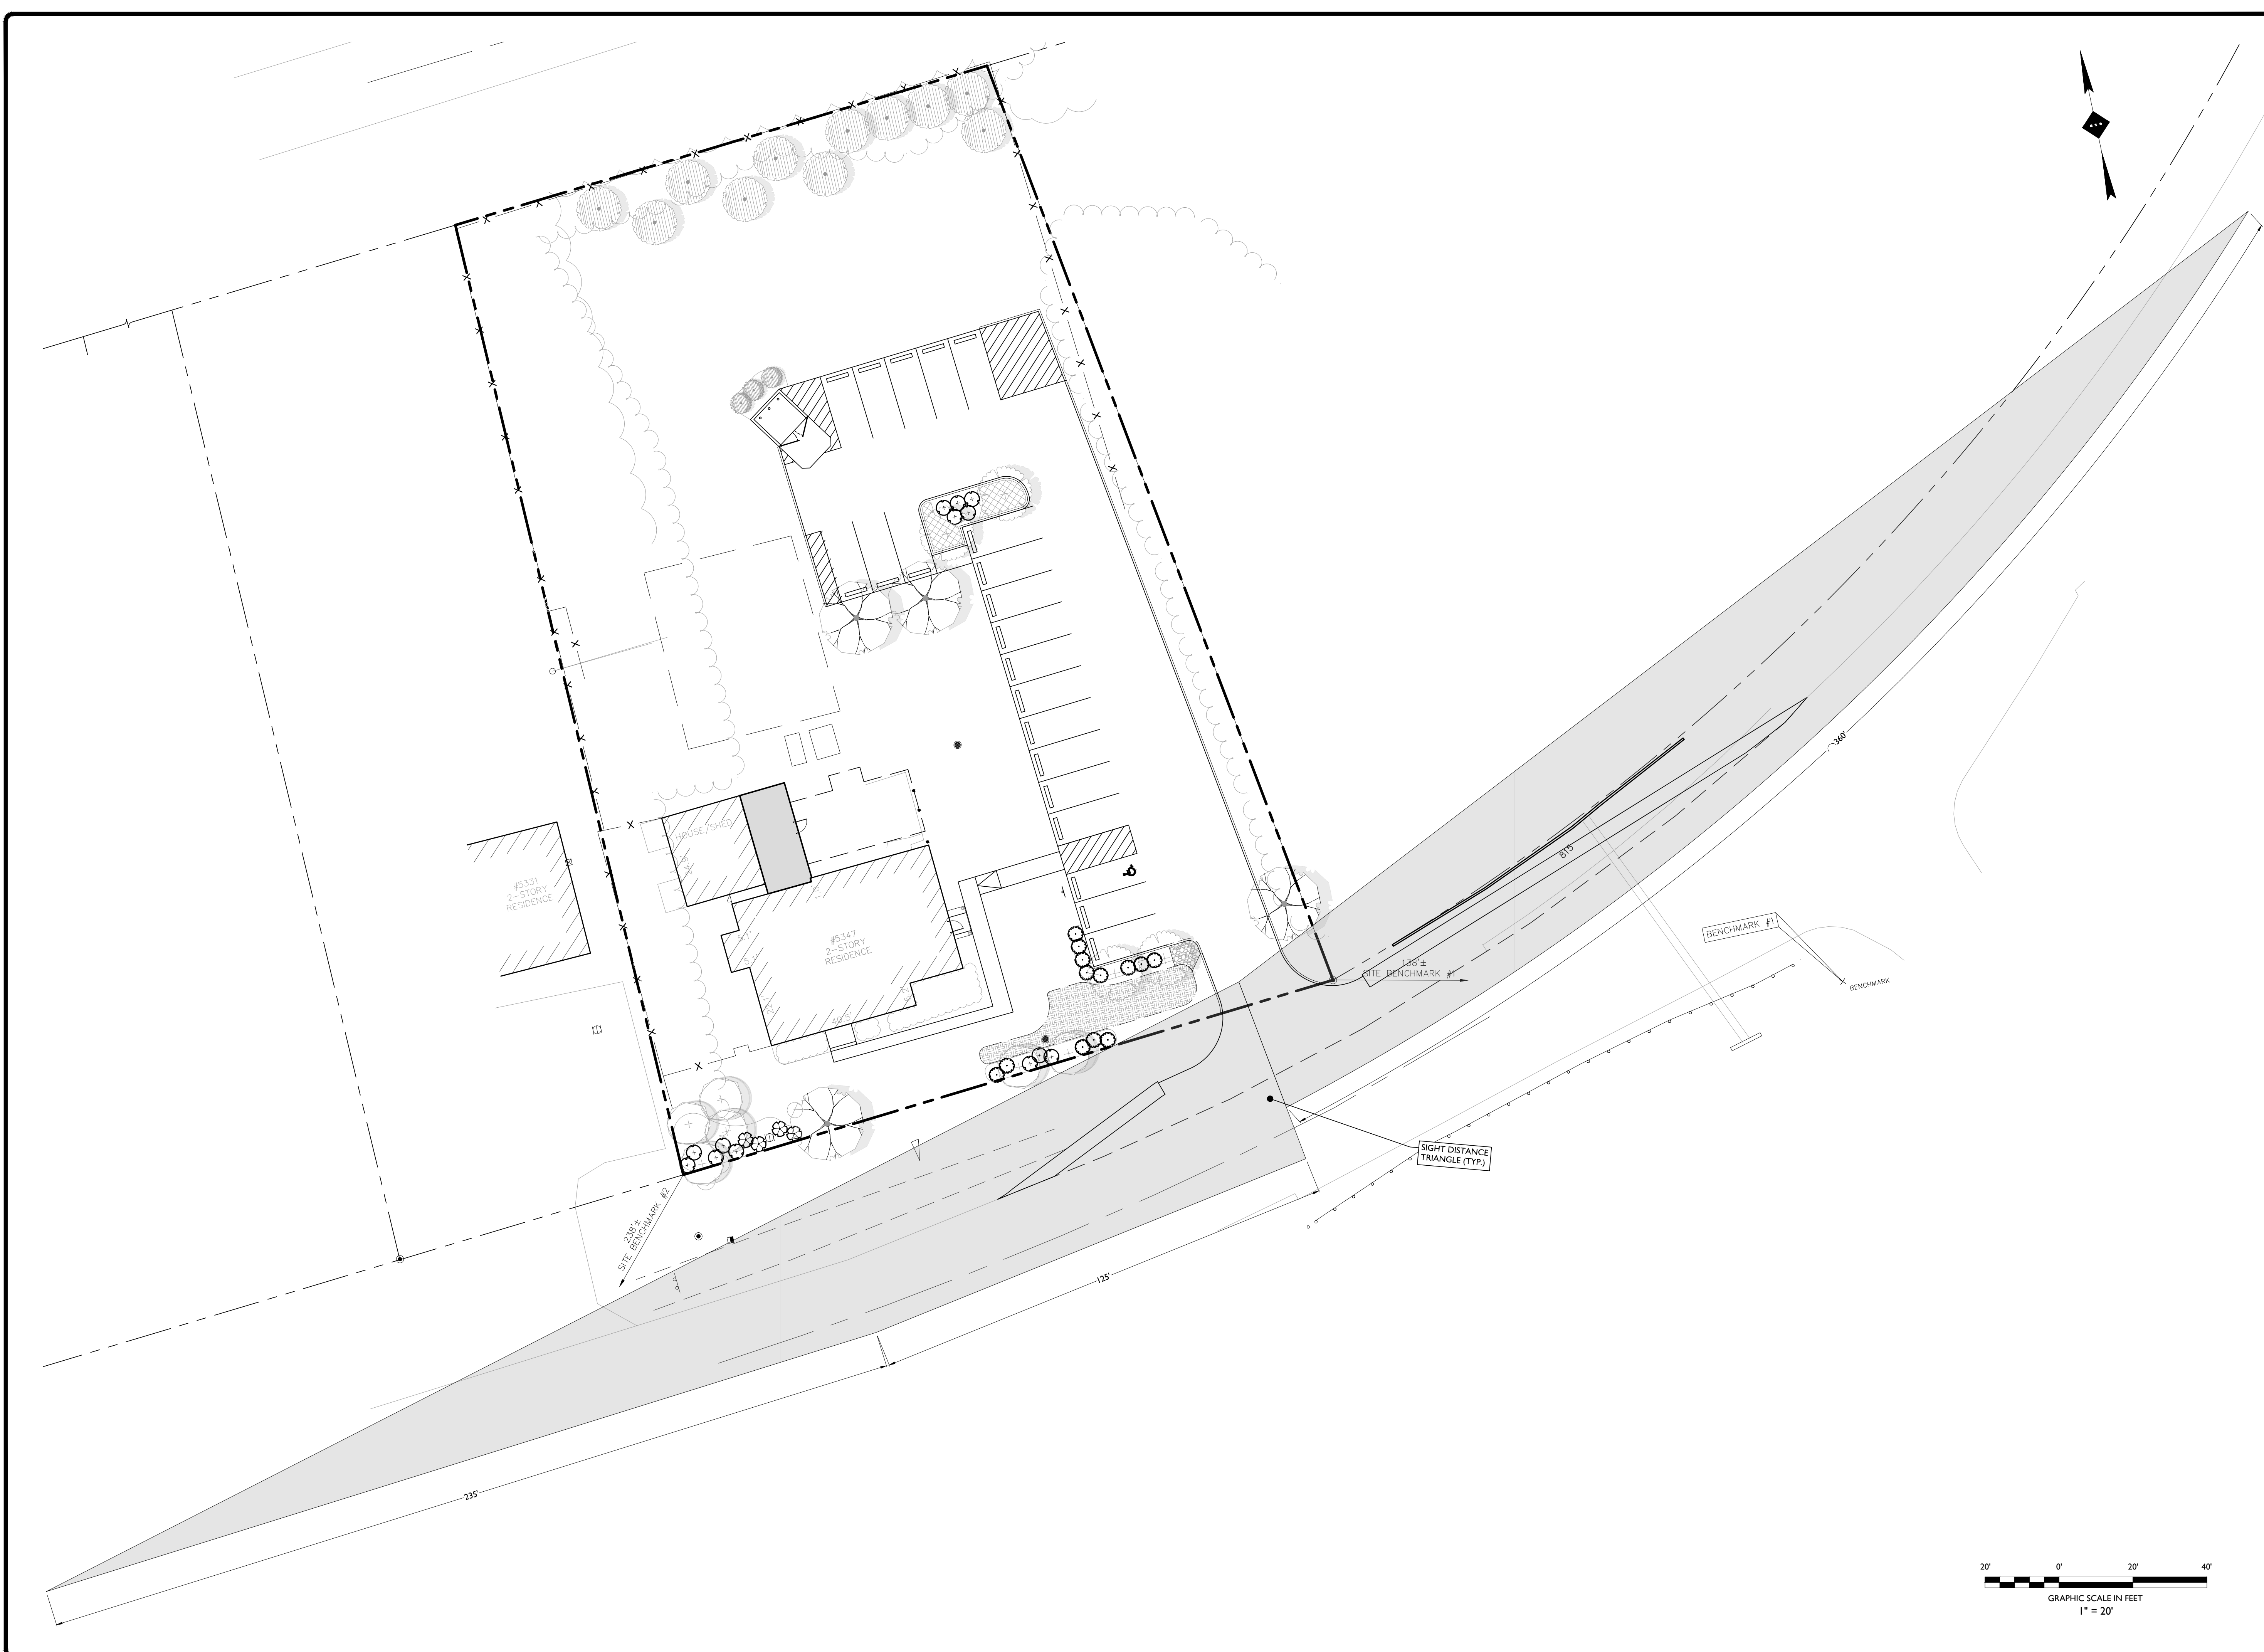 HOUSE/SHED
#5331
2-STORY
RESIDENCE
#5347
2-STORY
RESIDENCE
815
360'
BENCHMARK #1
BENCHMARK
138'±
SITE BENCHMARK #1
SIGHT DISTANCE
TRIANGLE (TYP.)
238'±
SITE BENCHMARK #2
125'
235'
20' 0' 20' 40'
GRAPHIC SCALE IN FEET
1" = 20'